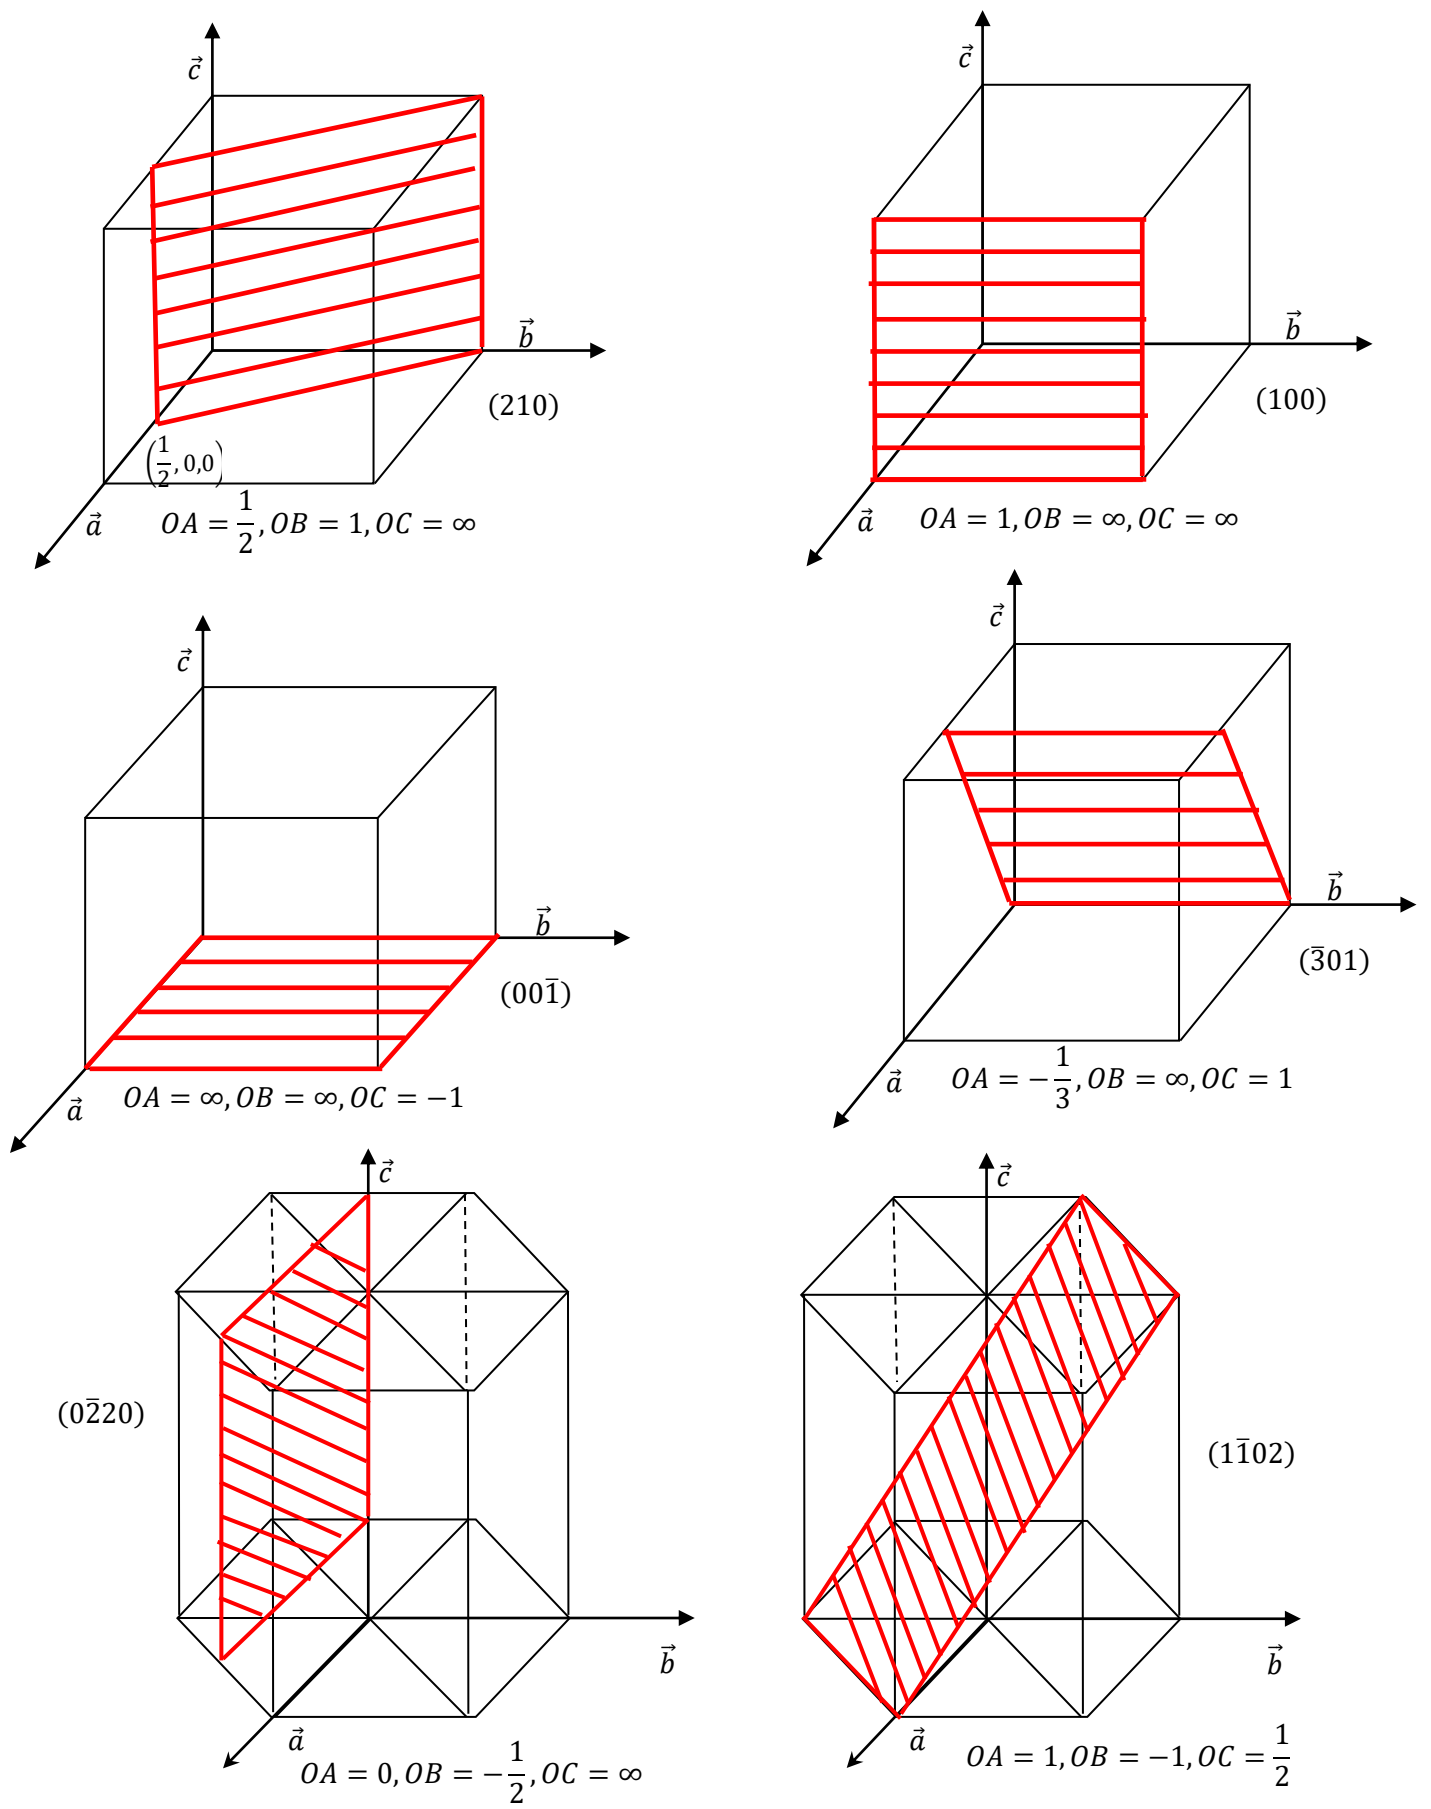 c⃗
b⃗
(210)
(1/2, 0,0)
a⃗
OA = 1/2, OB = 1, OC = ∞
c⃗
b⃗
(100)
a⃗
OA = 1, OB = ∞, OC = ∞
c⃗
b⃗
(001̅)
a⃗
OA = ∞, OB = ∞, OC = −1
c⃗
b⃗
(3̅01)
a⃗
OA = −1/3, OB = ∞, OC = 1
c⃗
(02̅20)
b⃗
a⃗
OA = 0, OB = −1/2, OC = ∞
c⃗
(11̅02)
b⃗
a⃗
OA = 1, OB = −1, OC = 1/2